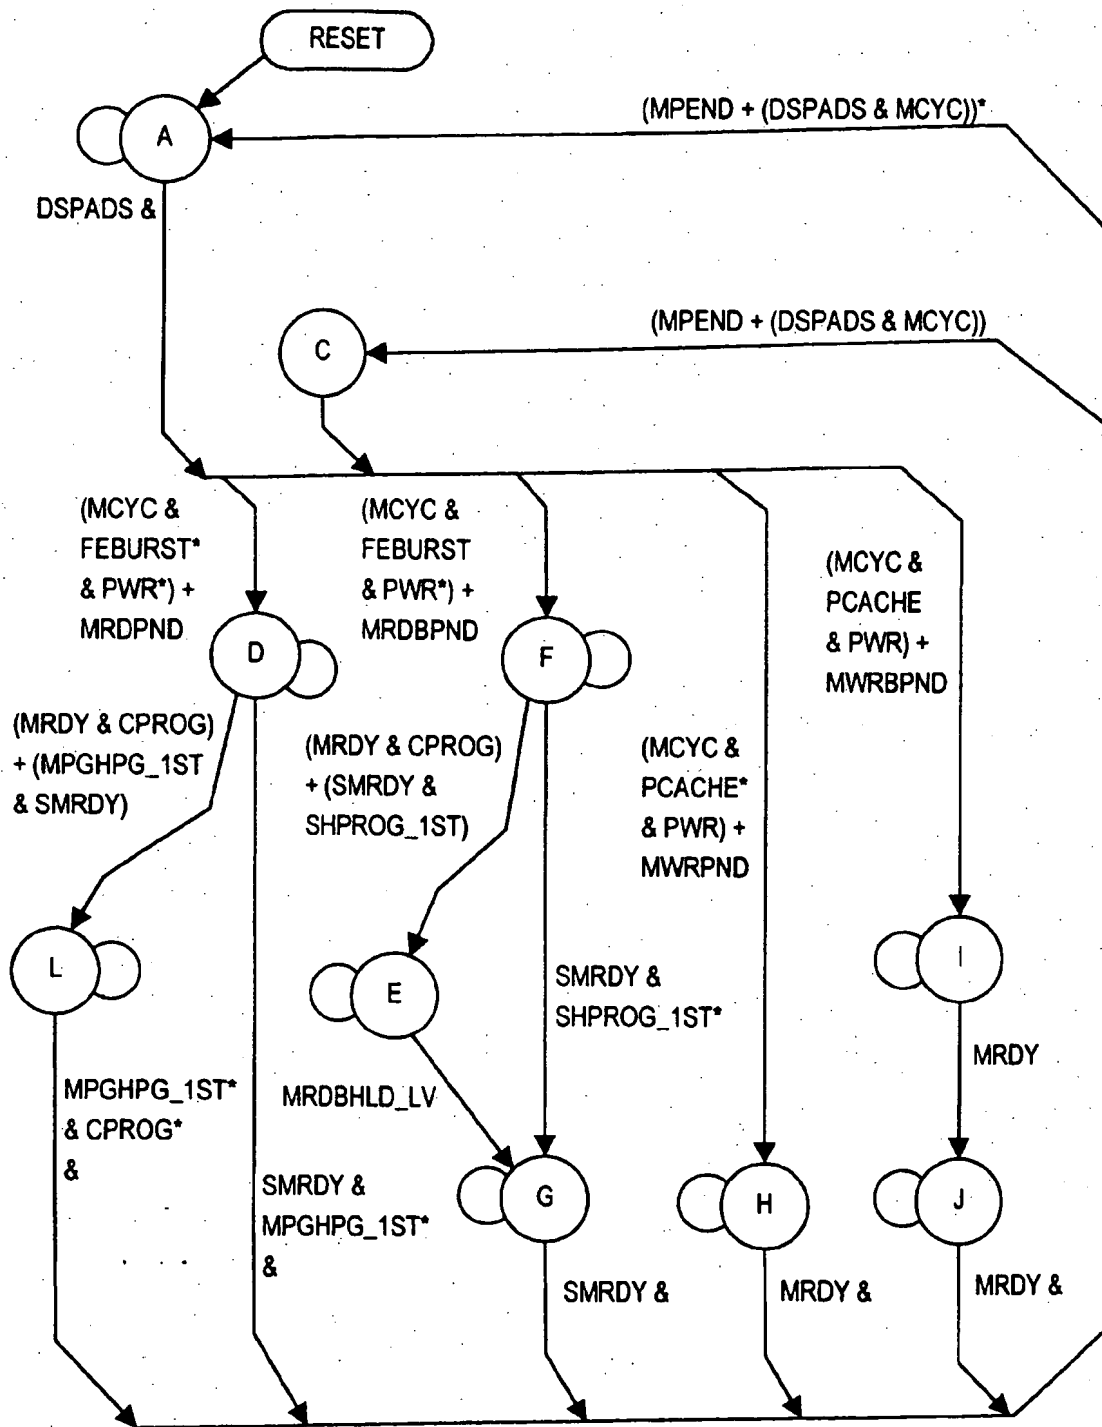 RESET
A
(MPEND + (DSPADS & MCYC))*
DSPADS &
C
(MPEND + (DSPADS & MCYC))
(MCYC &
FEBURST*
& PWR*) +
MRDPND
(MCYC &
FEBURST
& PWR*) +
MRDBPND
(MCYC &
PCACHE
& PWR) +
MWRBPND
D
F
(MRDY & CPROG)
+ (MPGHPG_1ST
& SMRDY)
(MRDY & CPROG)
+ (SMRDY &
SHPROG_1ST)
(MCYC &
PCACHE*
& PWR) +
MWRPND
L
E
I
SMRDY &
SHPROG_1ST*
MRDY
MPGHPG_1ST*
& CPROG*
&
MRDBHLD_LV
SMRDY &
MPGHPG_1ST*
&
G
H
J
SMRDY &
MRDY &
MRDY &